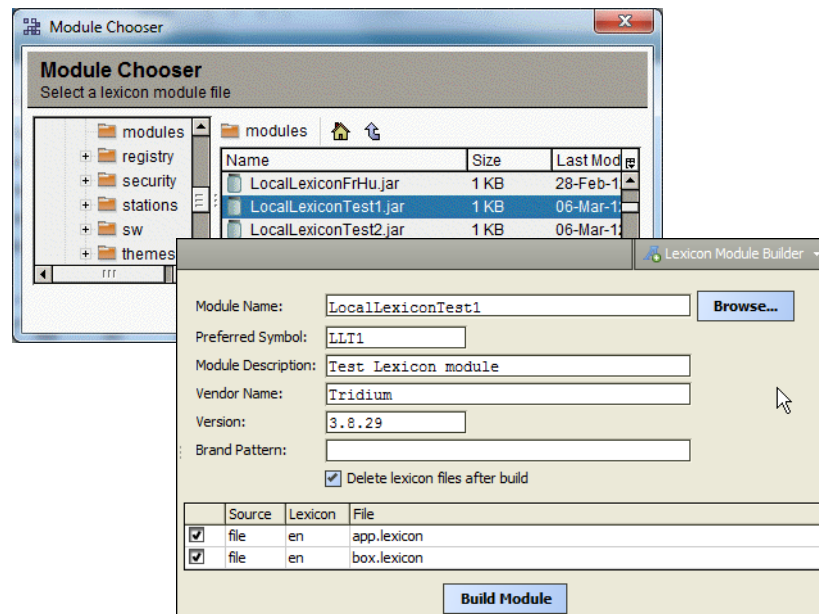 Module Chooser
Module Chooser
Select a lexicon module file
modules
registry
security
stations
sw
themes
modules
Name Size Last Mod
LocalLexiconFrHu.jar 1 KB 28-Feb-1
LocalLexiconTest1.jar 1 KB 06-Mar-1
LocalLexiconTest2.jar 1 KB 06-Mar-1
Lexicon Module Builder
Module Name: LocalLexiconTest1 Browse...
Preferred Symbol: LLT1
Module Description: Test Lexicon module
Vendor Name: Tridium
Version: 3.8.29
Brand Pattern:
Delete lexicon files after build
Source Lexicon File
file en app.lexicon
file en box.lexicon
Build Module